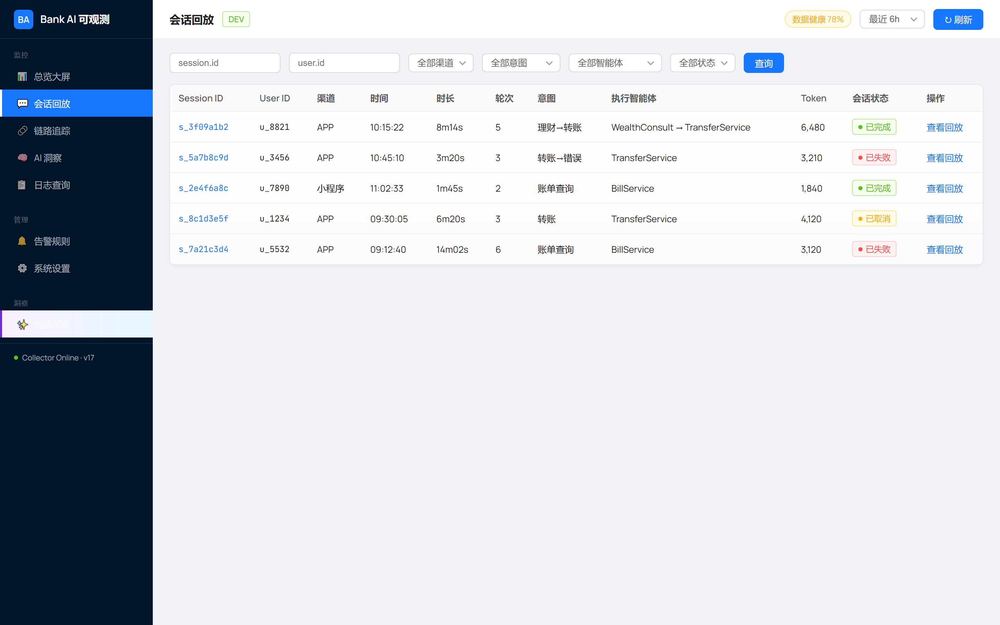 BA Bank AI 可观测
监控
总览大屏
会话回放
链路追踪
AI 洞察
日志查询
管理
告警规则
系统设置
洞察
智能洞察
Collector Online · v17
会话回放 DEV 数据健康 78% 最近 6h ↻ 刷新
session.id user.id 全部渠道 全部意图 全部智能体 全部状态 查询
Session ID User ID 渠道 时间 时长 轮次 意图 执行智能体 Token 会话状态 操作
s_3f09a1b2 u_8821 APP 10:15:22 8m14s 5 理财→转账 WealthConsult → TransferService 6,480 已完成 查看回放
s_5a7b8c9d u_3456 APP 10:45:10 3m20s 3 转账→错误 TransferService 3,210 已失败 查看回放
s_2e4f6a8c u_7890 小程序 11:02:33 1m45s 2 账单查询 BillService 1,840 已完成 查看回放
s_8c1d3e5f u_1234 APP 09:30:05 6m20s 3 转账 TransferService 4,120 已取消 查看回放
s_7a21c3d4 u_5532 APP 09:12:40 14m02s 6 账单查询 BillService 3,120 已失败 查看回放